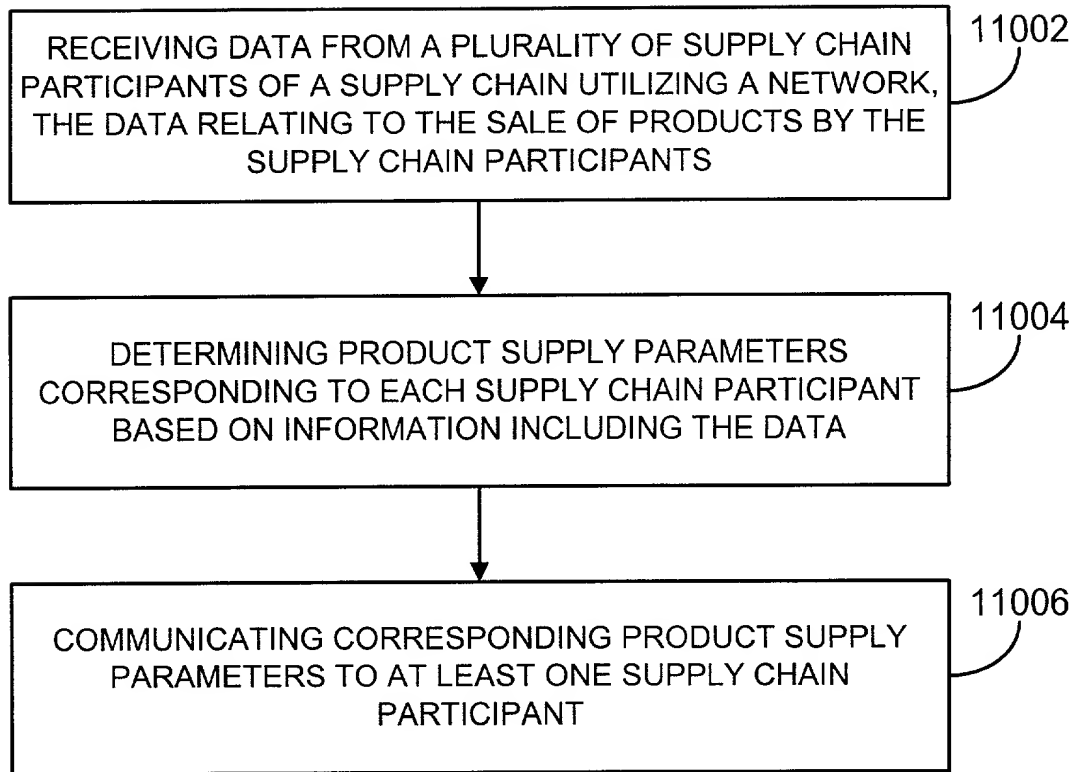 RECEIVING DATA FROM A PLURALITY OF SUPPLY CHAIN
PARTICIPANTS OF A SUPPLY CHAIN UTILIZING A NETWORK,
THE DATA RELATING TO THE SALE OF PRODUCTS BY THE
SUPPLY CHAIN PARTICIPANTS
11002
DETERMINING PRODUCT SUPPLY PARAMETERS
CORRESPONDING TO EACH SUPPLY CHAIN PARTICIPANT
BASED ON INFORMATION INCLUDING THE DATA
11004
COMMUNICATING CORRESPONDING PRODUCT SUPPLY
PARAMETERS TO AT LEAST ONE SUPPLY CHAIN
PARTICIPANT
11006